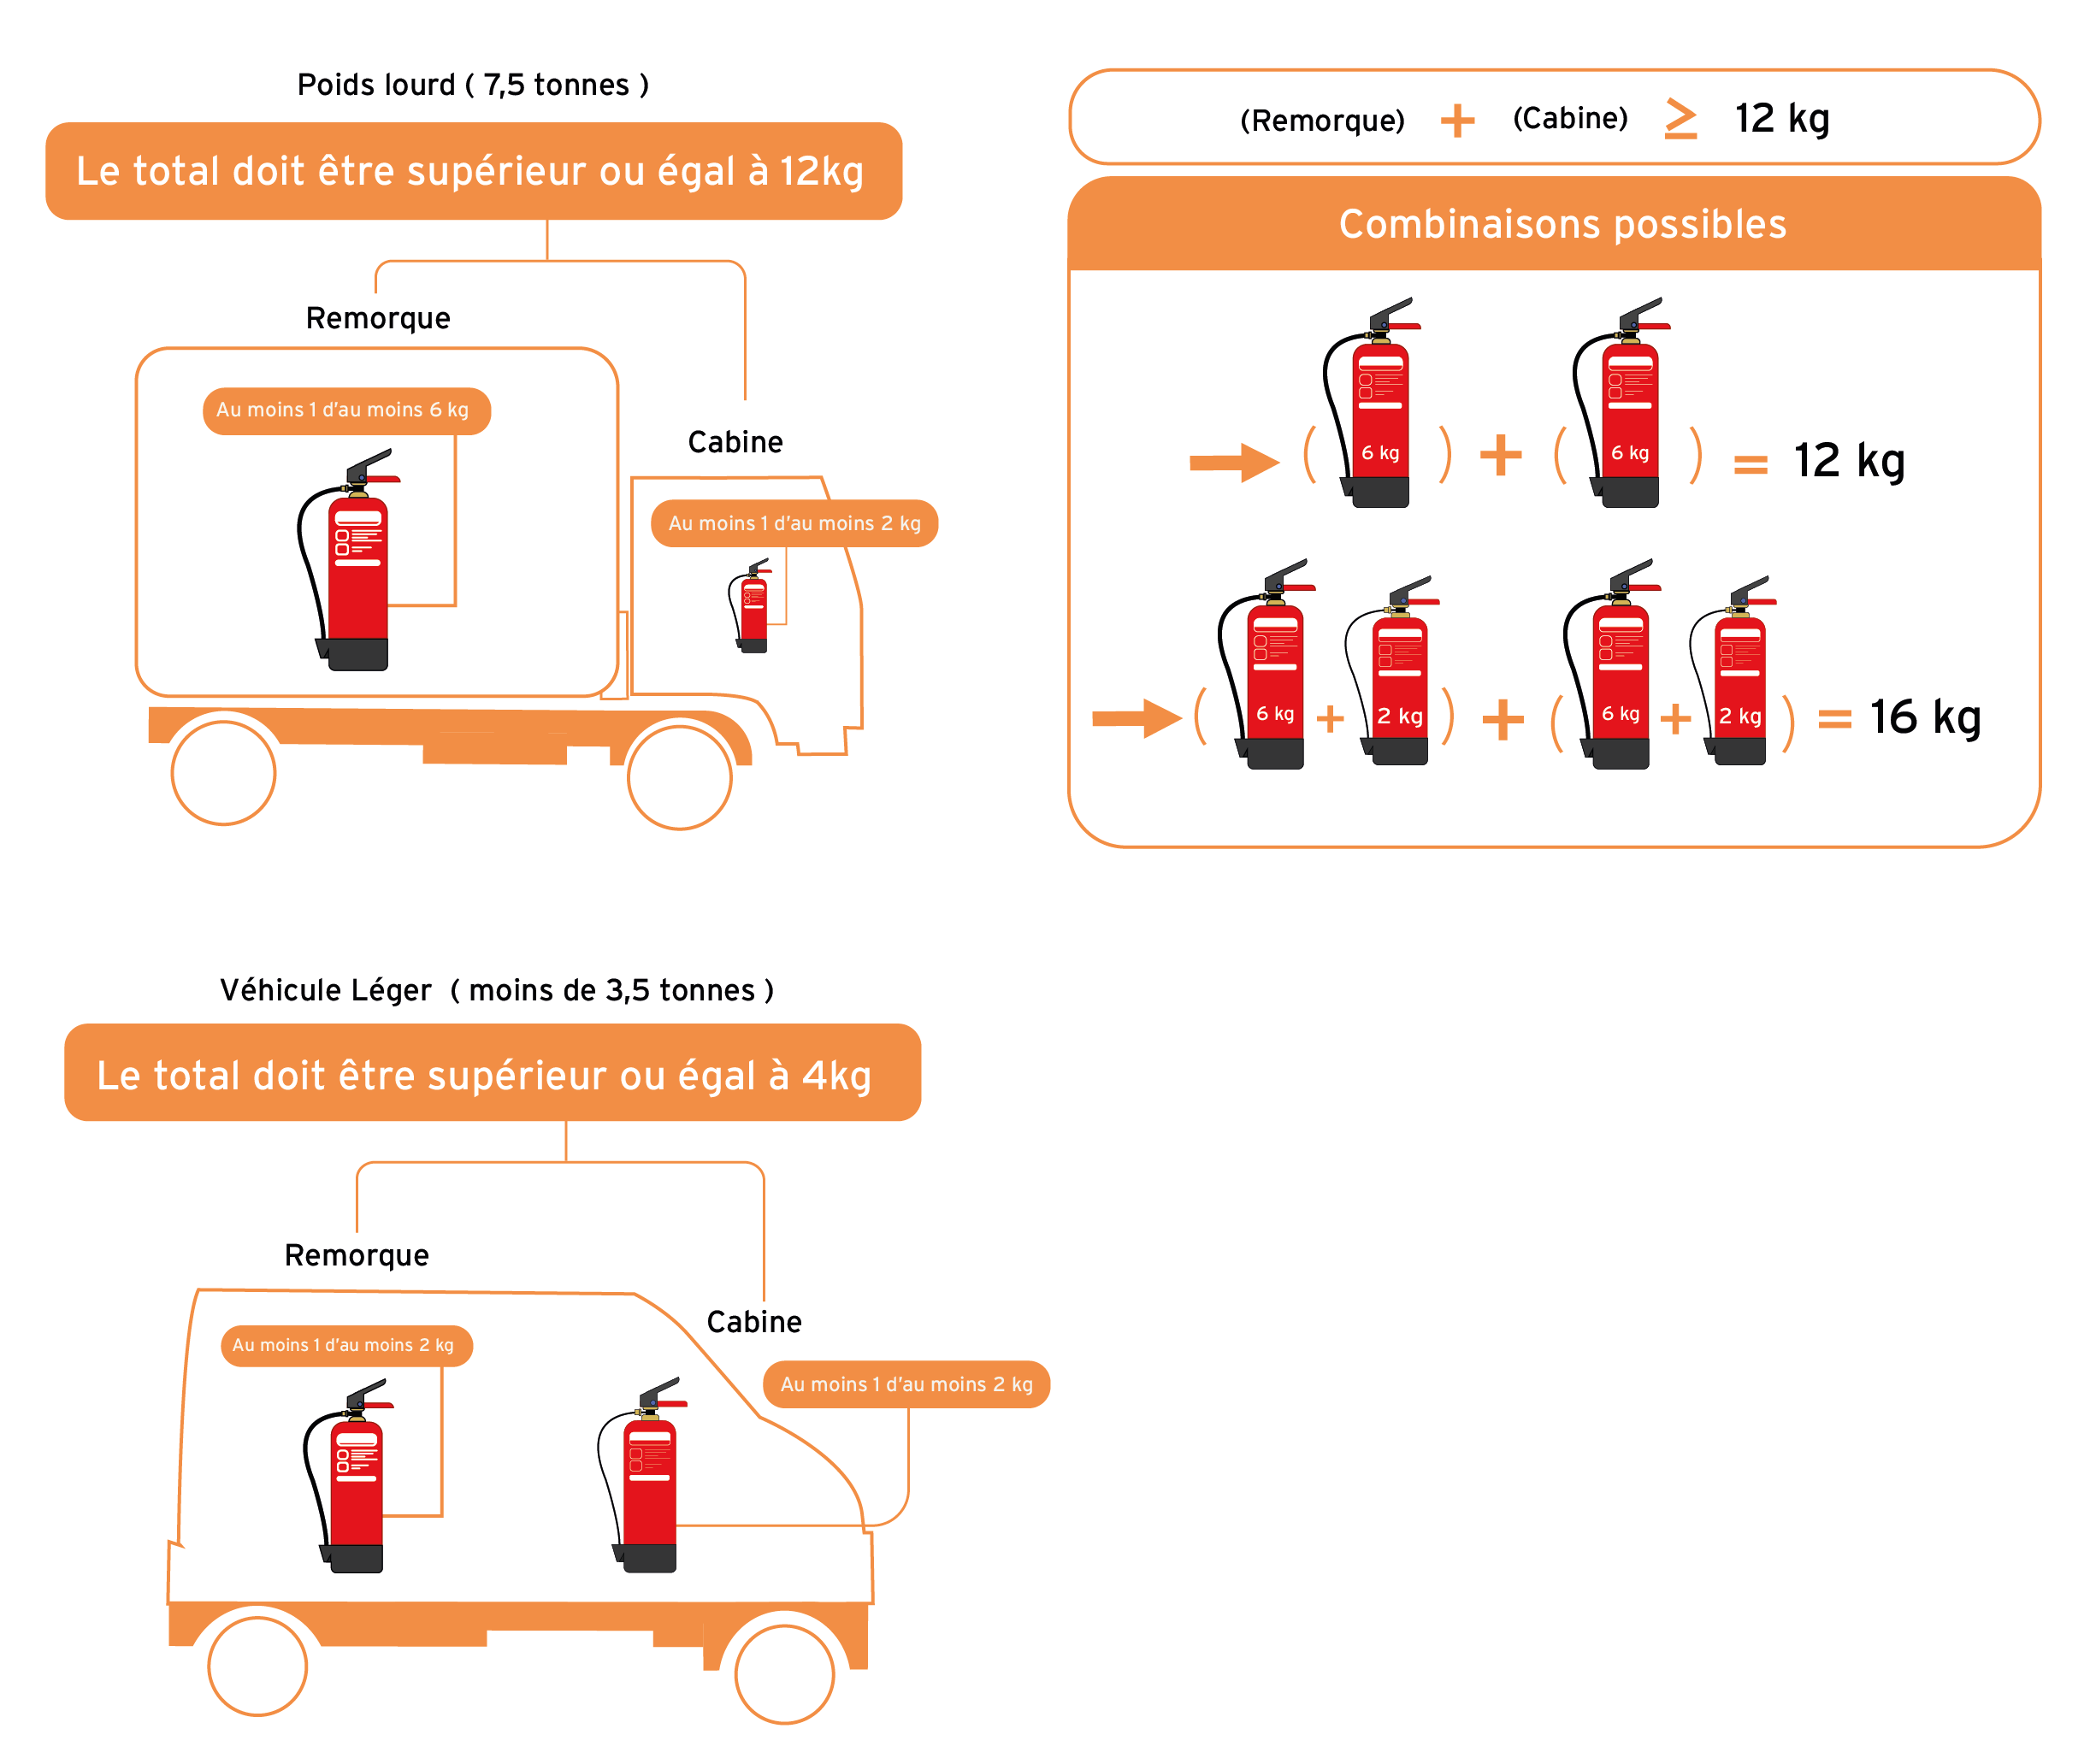 Poids lourd ( 7,5 tonnes )
Le total doit être supérieur ou égal à 12kg
Remorque
Au moins 1 d'au moins 6 kg
Cabine
Au moins 1 d'au moins 2 kg
(Remorque) + (Cabine) ≥ 12 kg
Combinaisons possibles
( 6 kg ) + ( 6 kg ) = 12 kg
( 6 kg + 2 kg ) + ( 6 kg + 2 kg ) = 16 kg
Véhicule Léger ( moins de 3,5 tonnes )
Le total doit être supérieur ou égal à 4kg
Remorque
Au moins 1 d'au moins 2 kg
Cabine
Au moins 1 d'au moins 2 kg